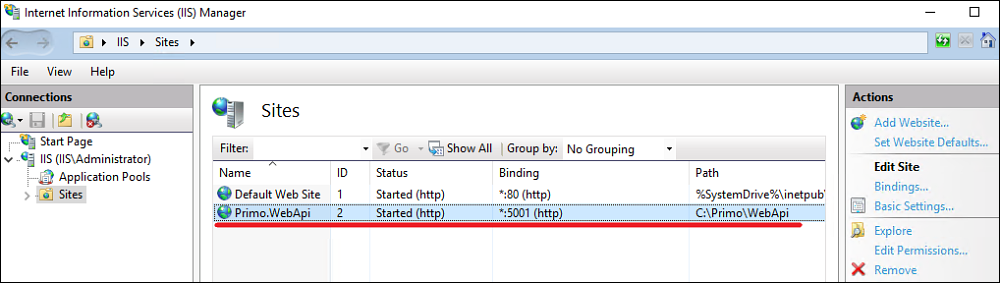 Internet Information Services (IIS) Manager
IIS Sites
File View Help
Connections
Start Page
IIS (IIS\Administrator)
Application Pools
Sites
Sites
Filter: Go Show All Group by: No Grouping
Name ID Status Binding Path
Default Web Site 1 Started (http) *:80 (http) %SystemDrive%\inetpub\
Primo.WebApi 2 Started (http) *:5001 (http) C:\Primo\WebApi
Actions
Add Website...
Set Website Defaults...
Edit Site
Bindings...
Basic Settings...
Explore
Edit Permissions...
Remove